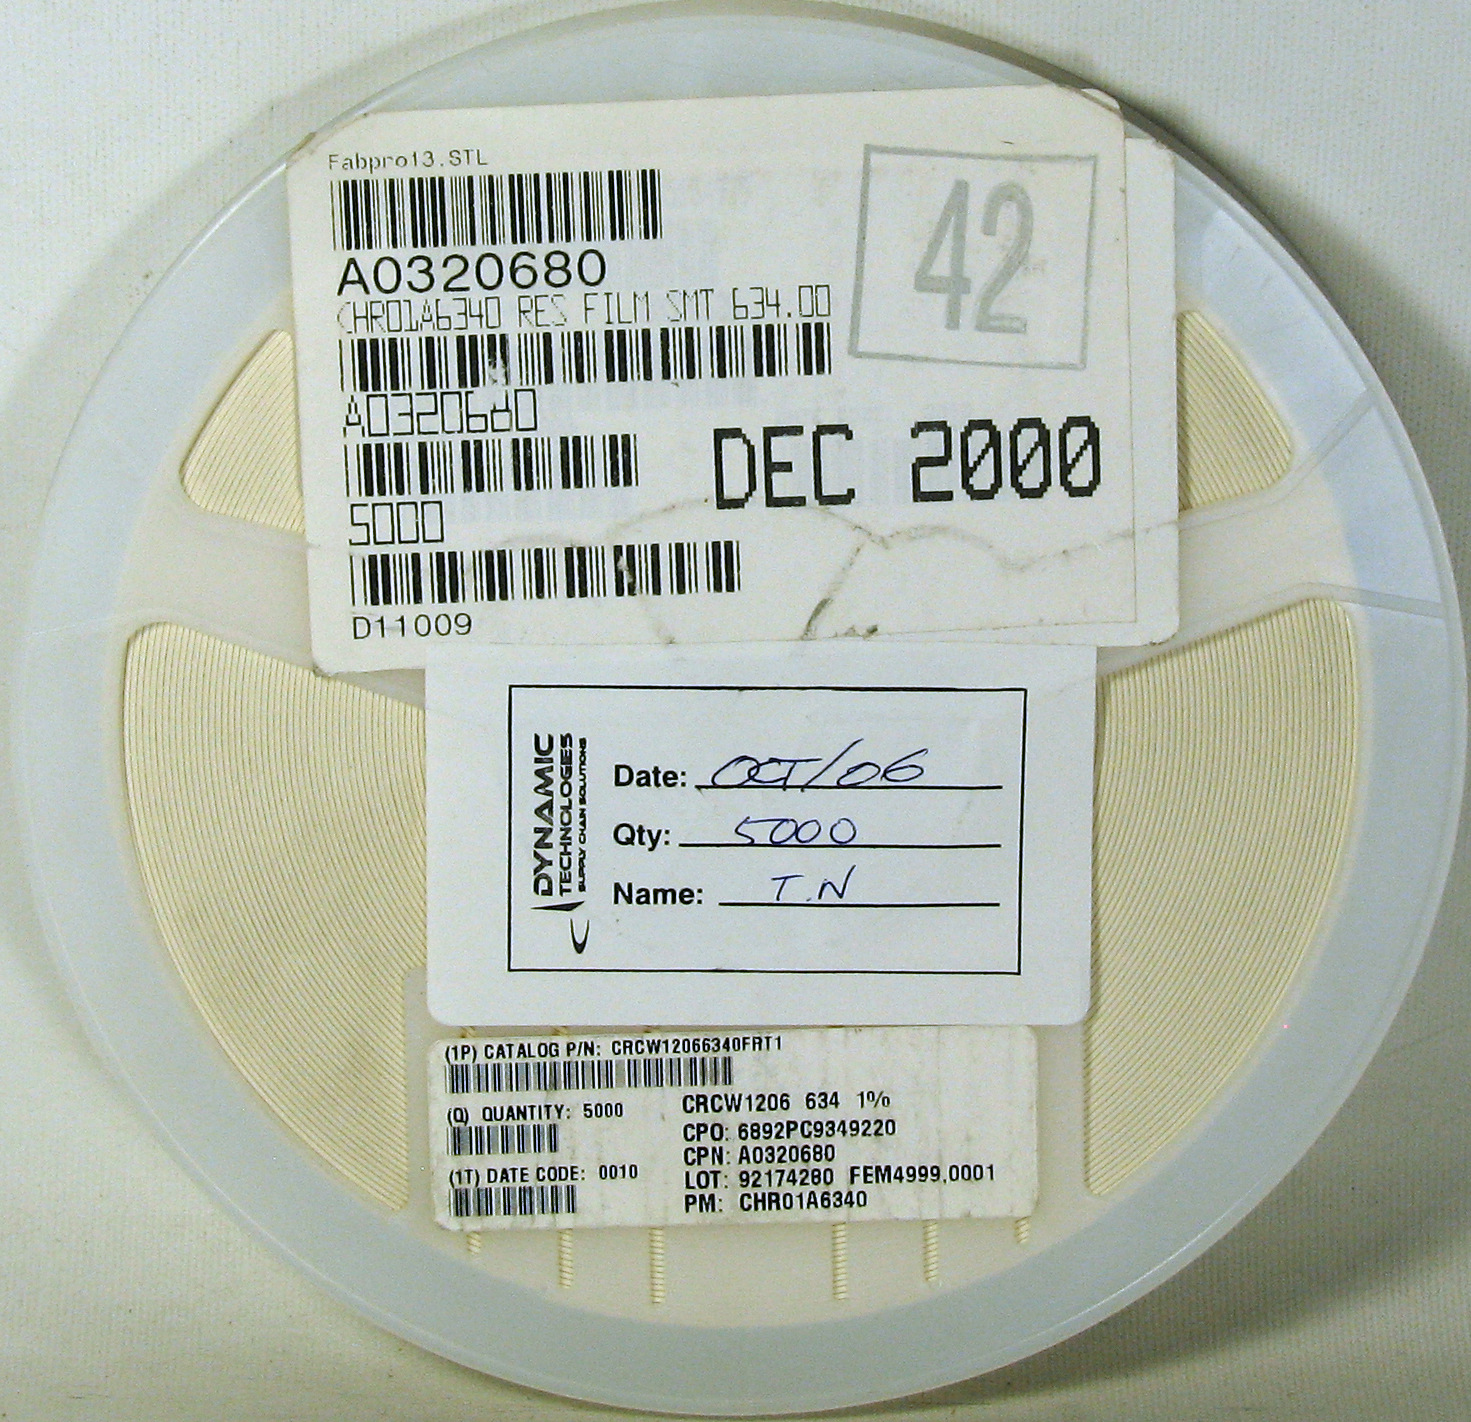 Fabpro13.STL
42
A0320680
CHR01A6340 RES FILM SMT 634.00
A0320680
DEC 2000
5000
D11009
DYNAMIC
TECHNOLOGIES
SUPPLY CHAIN SOLUTIONS
Date: OCT/06
Qty: 5000
Name: T.N
(1P) CATALOG P/N: CRCW12066340FRT1
(Q) QUANTITY: 5000
(1T) DATE CODE: 0010
CRCW1206 634 1%
CPO: 6892PC9349220
CPN: A0320680
LOT: 92174280 FEM4999,0001
PM: CHR01A6340